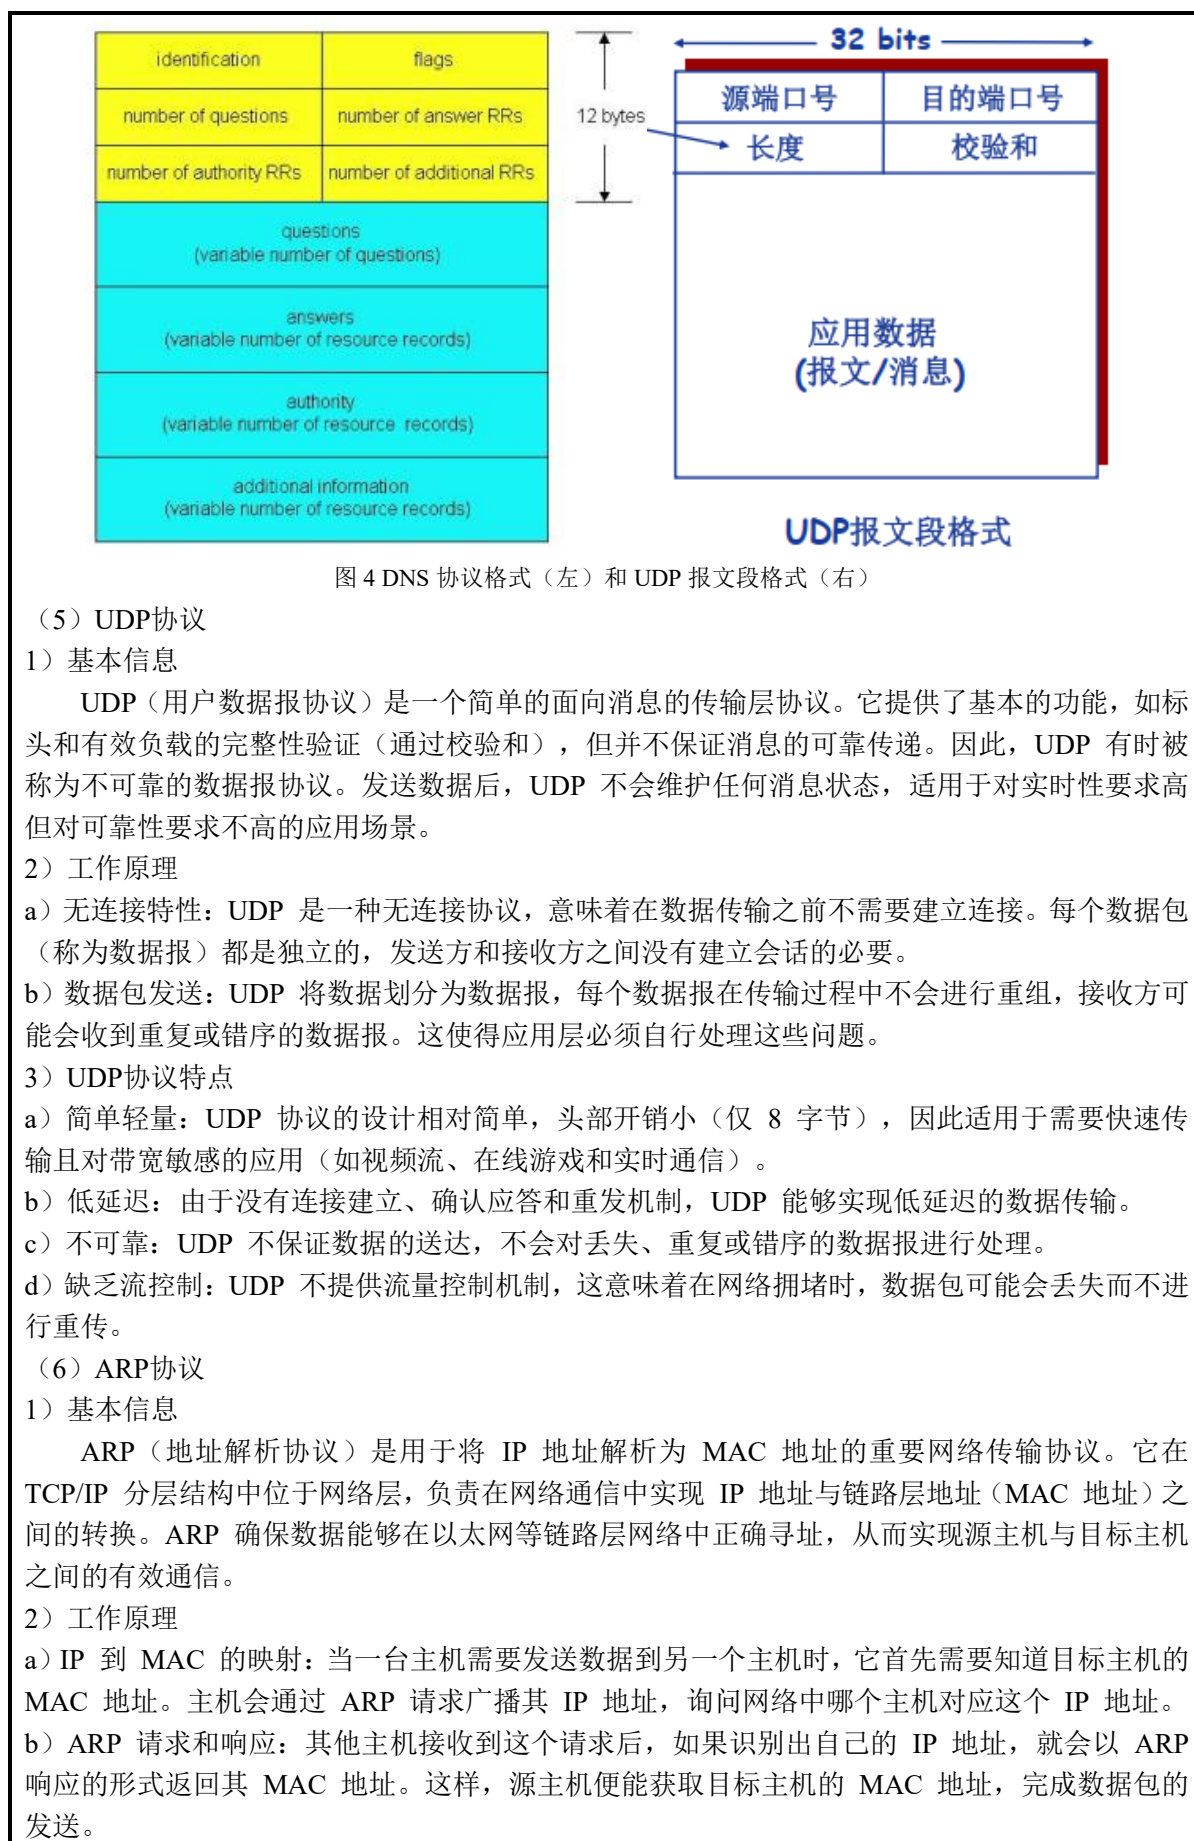 identification
flags
number of questions
number of answer RRs
number of authority RRs
number of additional RRs
questions
(variable number of questions)
answers
(variable number of resource records)
authority
(variable number of resource records)
additional information
(variable number of resource records)
12 bytes
32 bits
源端口号
目的端口号
长度
校验和
应用数据
(报文/消息)
UDP报文段格式
图 4 DNS 协议格式（左）和 UDP 报文段格式（右）
（5）UDP协议
1）基本信息
UDP（用户数据报协议）是一个简单的面向消息的传输层协议。它提供了基本的功能，如标
头和有效负载的完整性验证（通过校验和），但并不保证消息的可靠传递。因此，UDP 有时被
称为不可靠的数据报协议。发送数据后，UDP 不会维护任何消息状态，适用于对实时性要求高
但对可靠性要求不高的应用场景。
2）工作原理
a）无连接特性：UDP 是一种无连接协议，意味着在数据传输之前不需要建立连接。每个数据包
（称为数据报）都是独立的，发送方和接收方之间没有建立会话的必要。
b）数据包发送：UDP 将数据划分为数据报，每个数据报在传输过程中不会进行重组，接收方可
能会收到重复或错序的数据报。这使得应用层必须自行处理这些问题。
3）UDP协议特点
a）简单轻量：UDP 协议的设计相对简单，头部开销小（仅 8 字节），因此适用于需要快速传
输且对带宽敏感的应用（如视频流、在线游戏和实时通信）。
b）低延迟：由于没有连接建立、确认应答和重发机制，UDP 能够实现低延迟的数据传输。
c）不可靠：UDP 不保证数据的送达，不会对丢失、重复或错序的数据报进行处理。
d）缺乏流控制：UDP 不提供流量控制机制，这意味着在网络拥堵时，数据包可能会丢失而不进
行重传。
（6）ARP协议
1）基本信息
ARP（地址解析协议）是用于将 IP 地址解析为 MAC 地址的重要网络传输协议。它在
TCP/IP 分层结构中位于网络层，负责在网络通信中实现 IP 地址与链路层地址（MAC 地址）之
间的转换。ARP 确保数据能够在以太网等链路层网络中正确寻址，从而实现源主机与目标主机
之间的有效通信。
2）工作原理
a）IP 到 MAC 的映射：当一台主机需要发送数据到另一个主机时，它首先需要知道目标主机的
MAC 地址。主机会通过 ARP 请求广播其 IP 地址，询问网络中哪个主机对应这个 IP 地址。
b）ARP 请求和响应：其他主机接收到这个请求后，如果识别出自己的 IP 地址，就会以 ARP
响应的形式返回其 MAC 地址。这样，源主机便能获取目标主机的 MAC 地址，完成数据包的
发送。